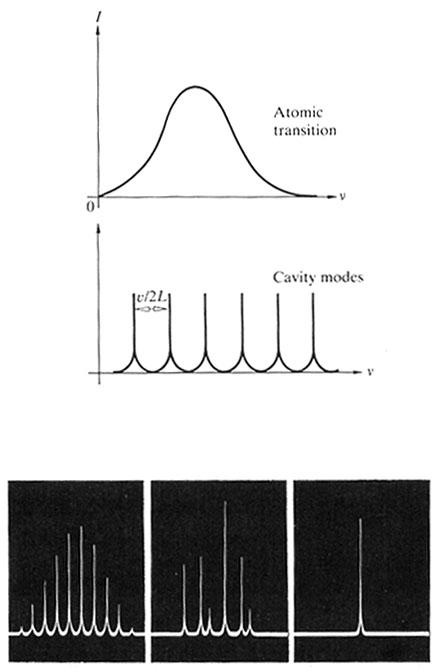 I
Atomic
transition
0
ν
Cavity modes
v/2L
ν